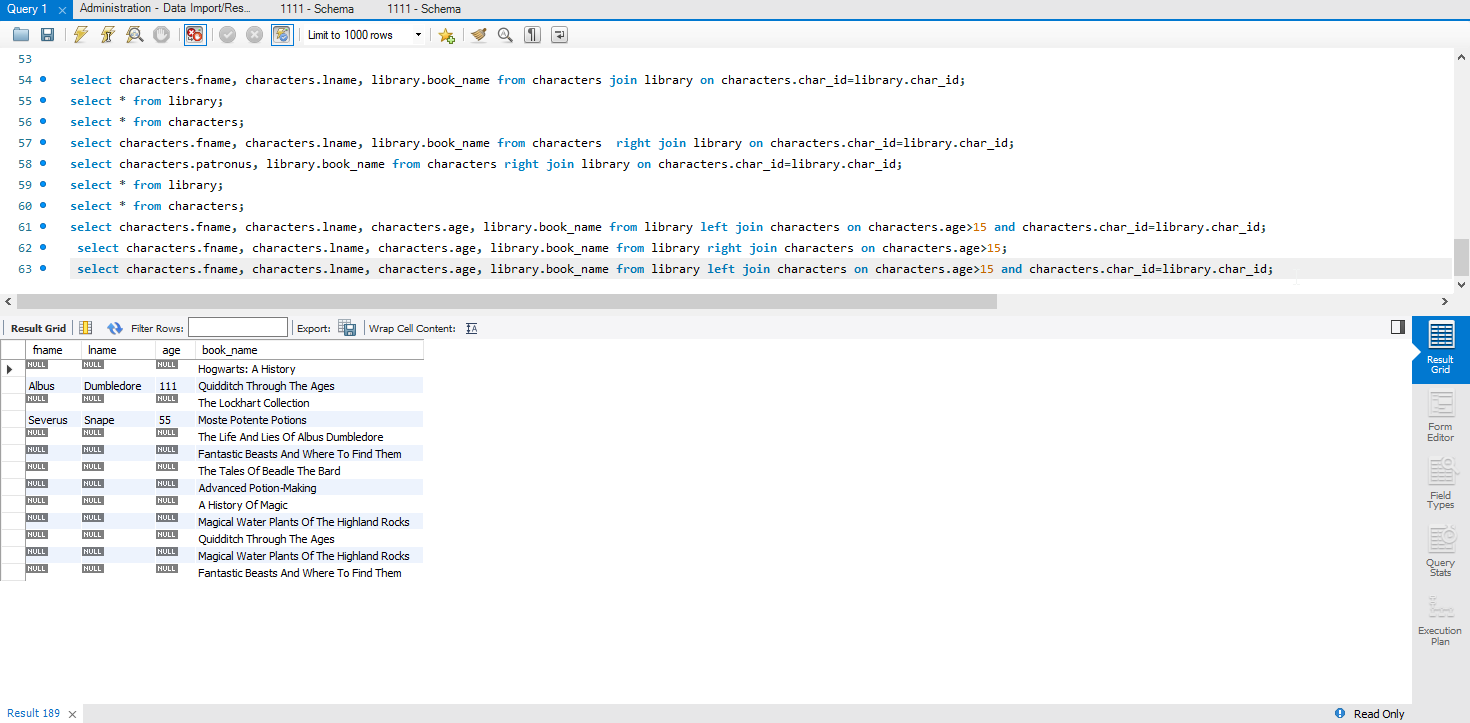 Query 1 Administration - Data Import/Res... 1111 - Schema 1111 - Schema
Limit to 1000 rows
53
54 select characters.fname, characters.lname, library.book_name from characters join library on characters.char_id=library.char_id;
55 select * from library;
56 select * from characters;
57 select characters.fname, characters.lname, library.book_name from characters  right join library on characters.char_id=library.char_id;
58 select characters.patronus, library.book_name from characters right join library on characters.char_id=library.char_id;
59 select * from library;
60 select * from characters;
61 select characters.fname, characters.lname, characters.age, library.book_name from library left join characters on characters.age>15 and characters.char_id=library.char_id;
62 select characters.fname, characters.lname, characters.age, library.book_name from library right join characters on characters.age>15;
63 select characters.fname, characters.lname, characters.age, library.book_name from library left join characters on characters.age>15 and characters.char_id=library.char_id;
Result Grid Filter Rows: Export: Wrap Cell Content: IA
fname lname age book_name
NULL NULL NULL Hogwarts: A History
Albus Dumbledore 111 Quidditch Through The Ages
NULL NULL NULL The Lockhart Collection
Severus Snape 55 Moste Potente Potions
NULL NULL NULL The Life And Lies Of Albus Dumbledore
NULL NULL NULL Fantastic Beasts And Where To Find Them
NULL NULL NULL The Tales Of Beadle The Bard
NULL NULL NULL Advanced Potion-Making
NULL NULL NULL A History Of Magic
NULL NULL NULL Magical Water Plants Of The Highland Rocks
NULL NULL NULL Quidditch Through The Ages
NULL NULL NULL Magical Water Plants Of The Highland Rocks
NULL NULL NULL Fantastic Beasts And Where To Find Them
Result
Grid
Form
Editor
Field
Types
Query
Stats
Execution
Plan
Result 189 Read Only